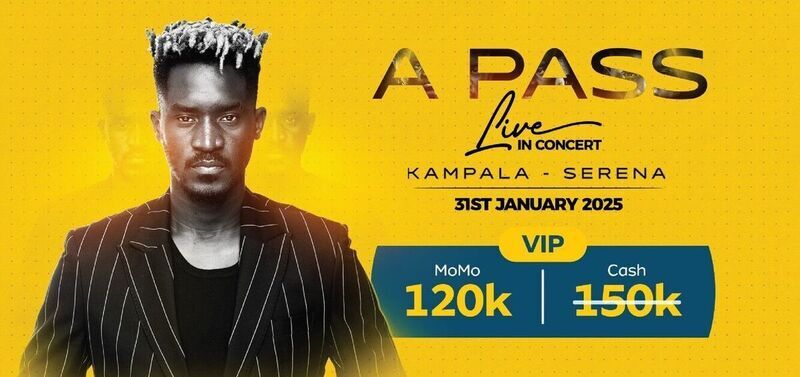 A PASS
Live
IN CONCERT
KAMPALA - SERENA
31ST JANUARY 2025
VIP
MoMo
120k
Cash
150k